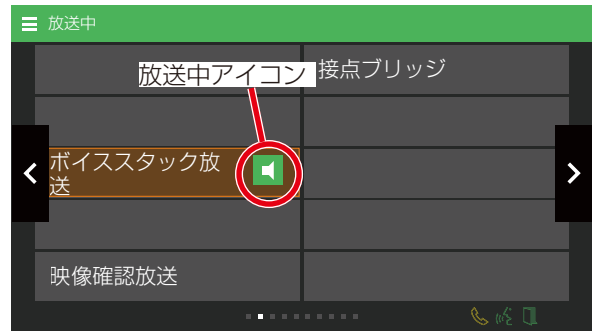 放送中
放送中アイコン
接点ブリッジ
ボイススタック放
送
映像確認放送